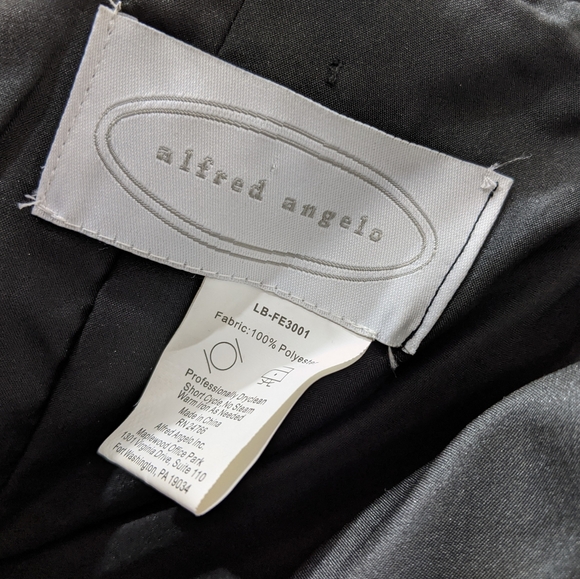 alfred angelo
LB-FE3001
Fabric:100% Polyester
Professionally Dryclean
Short Cycle, No Steam
Warm Iron As Needed
Made in China
RN 24766
Alfred Angelo Inc.
Maplewood Office Park
1301 Virginia Drive, Suite 110
Fort Washington, PA 19034